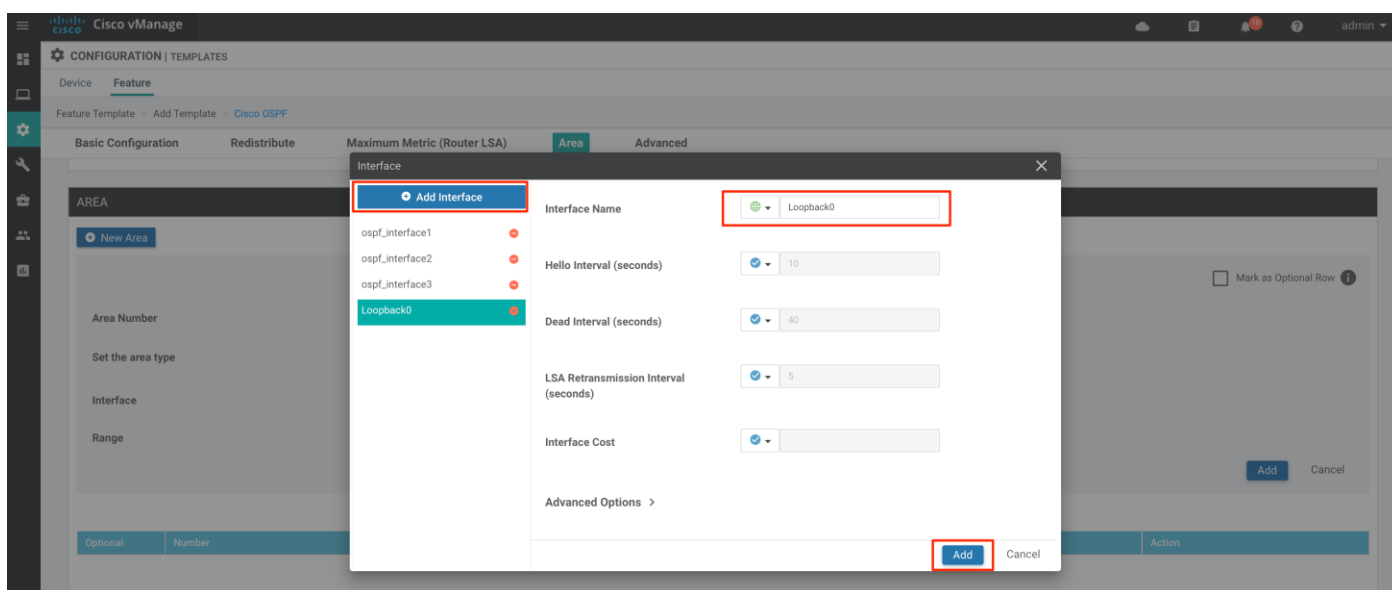 cisco Cisco vManage
10
admin
CONFIGURATION | TEMPLATES
Device Feature
Feature Template > Add Template > Cisco OSPF
Basic Configuration Redistribute Maximum Metric (Router LSA) Area Advanced
Interface
AREA
New Area
Mark as Optional Row
Area Number
Set the area type
Interface
Range
Add Cancel
Optional Number Action
Add Interface
ospf_interface1
ospf_interface2
ospf_interface3
Loopback0
Interface Name Loopback0
Hello Interval (seconds) 10
Dead Interval (seconds) 40
LSA Retransmission Interval 5
(seconds)
Interface Cost
Advanced Options >
Add Cancel